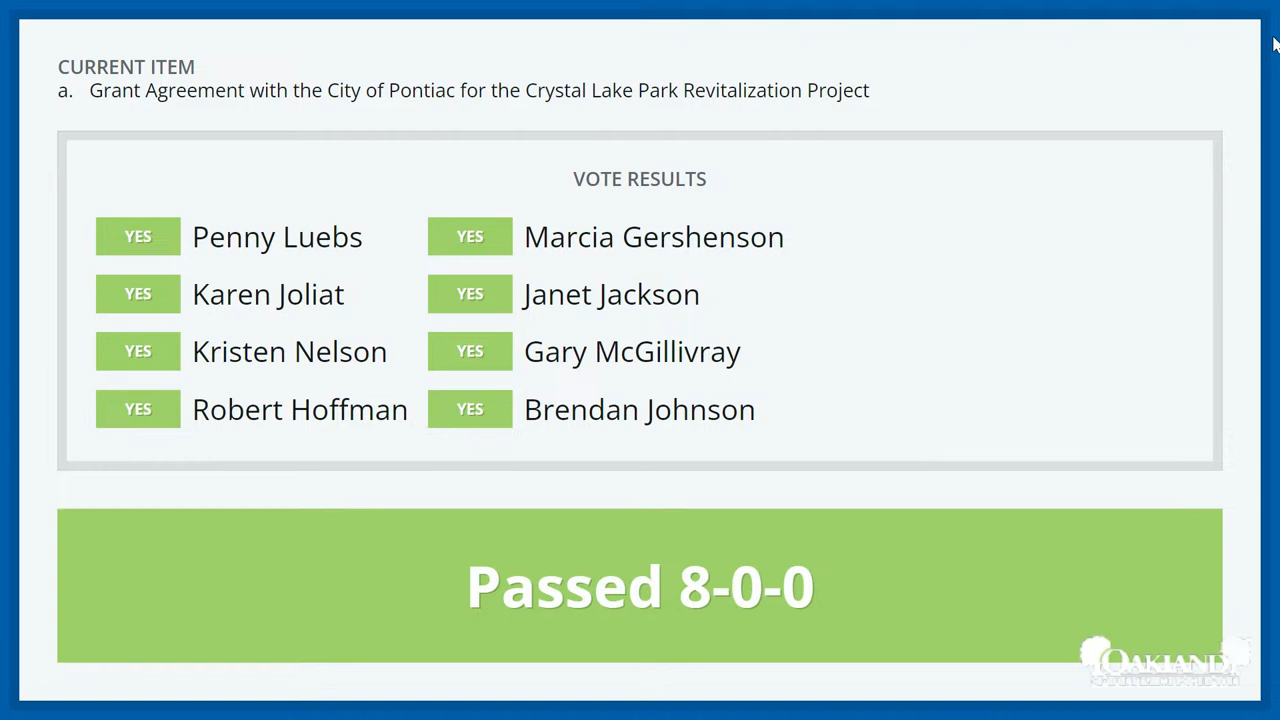 CURRENT ITEM
a. Grant Agreement with the City of Pontiac for the Crystal Lake Park Revitalization Project
VOTE RESULTS
YES Penny Luebs YES Marcia Gershenson
YES Karen Joliat YES Janet Jackson
YES Kristen Nelson YES Gary McGillivray
YES Robert Hoffman YES Brendan Johnson
Passed 8-0-0
OAKLAND